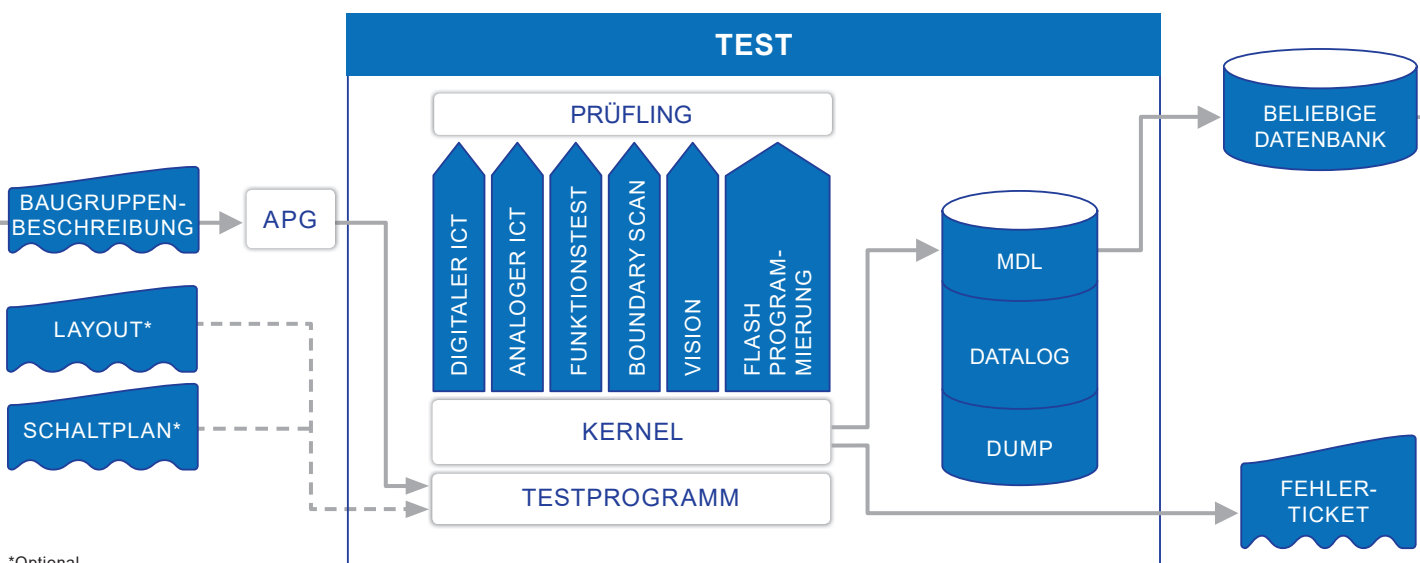 TEST
PRÜFLING
BELIEBIGE
DATENBANK
BAUGRUPPEN-
BESCHREIBUNG
APG
DIGITALER ICT
ANALOGER ICT
FUNKTIONSTEST
BOUNDARY SCAN
VISION
FLASH
PROGRAM-
MIERUNG
MDL
LAYOUT*
DATALOG
SCHALTPLAN*
KERNEL
DUMP
TESTPROGRAMM
FEHLER-
TICKET
*Optional